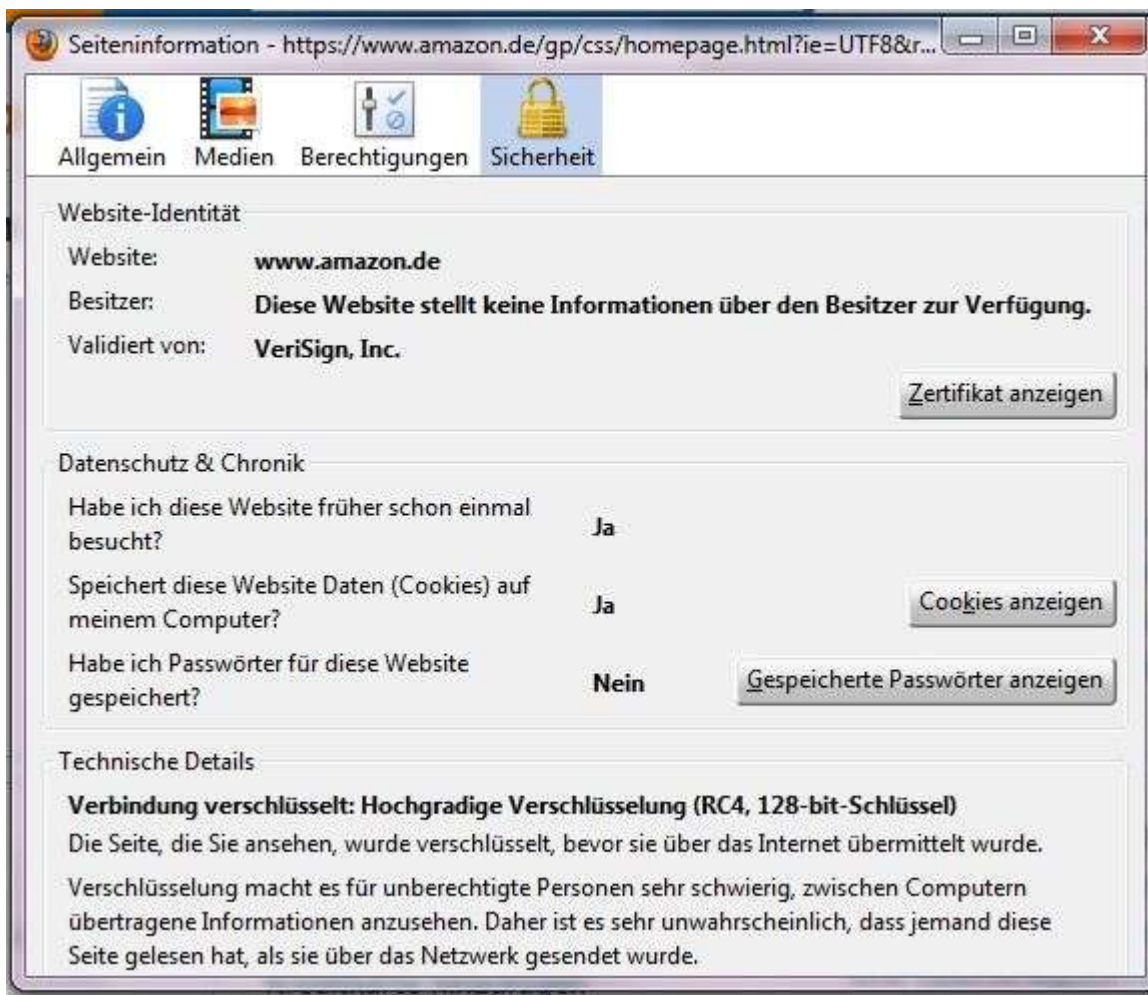 Seiteninformation - https://www.amazon.de/gp/css/homepage.html?ie=UTF8&r...
Allgemein Medien Berechtigungen Sicherheit
Website-Identität
Website: www.amazon.de
Besitzer: Diese Website stellt keine Informationen über den Besitzer zur Verfügung.
Validiert von: VeriSign, Inc.
Zertifikat anzeigen
Datenschutz & Chronik
Habe ich diese Website früher schon einmal
besucht?
Ja
Speichert diese Website Daten (Cookies) auf
meinem Computer?
Ja
Cookies anzeigen
Habe ich Passwörter für diese Website
gespeichert?
Nein
Gespeicherte Passwörter anzeigen
Technische Details
Verbindung verschlüsselt: Hochgradige Verschlüsselung (RC4, 128-bit-Schlüssel)
Die Seite, die Sie ansehen, wurde verschlüsselt, bevor sie über das Internet übermittelt wurde.
Verschlüsselung macht es für unberechtigte Personen sehr schwierig, zwischen Computern
übertragene Informationen anzusehen. Daher ist es sehr unwahrscheinlich, dass jemand diese
Seite gelesen hat, als sie über das Netzwerk gesendet wurde.